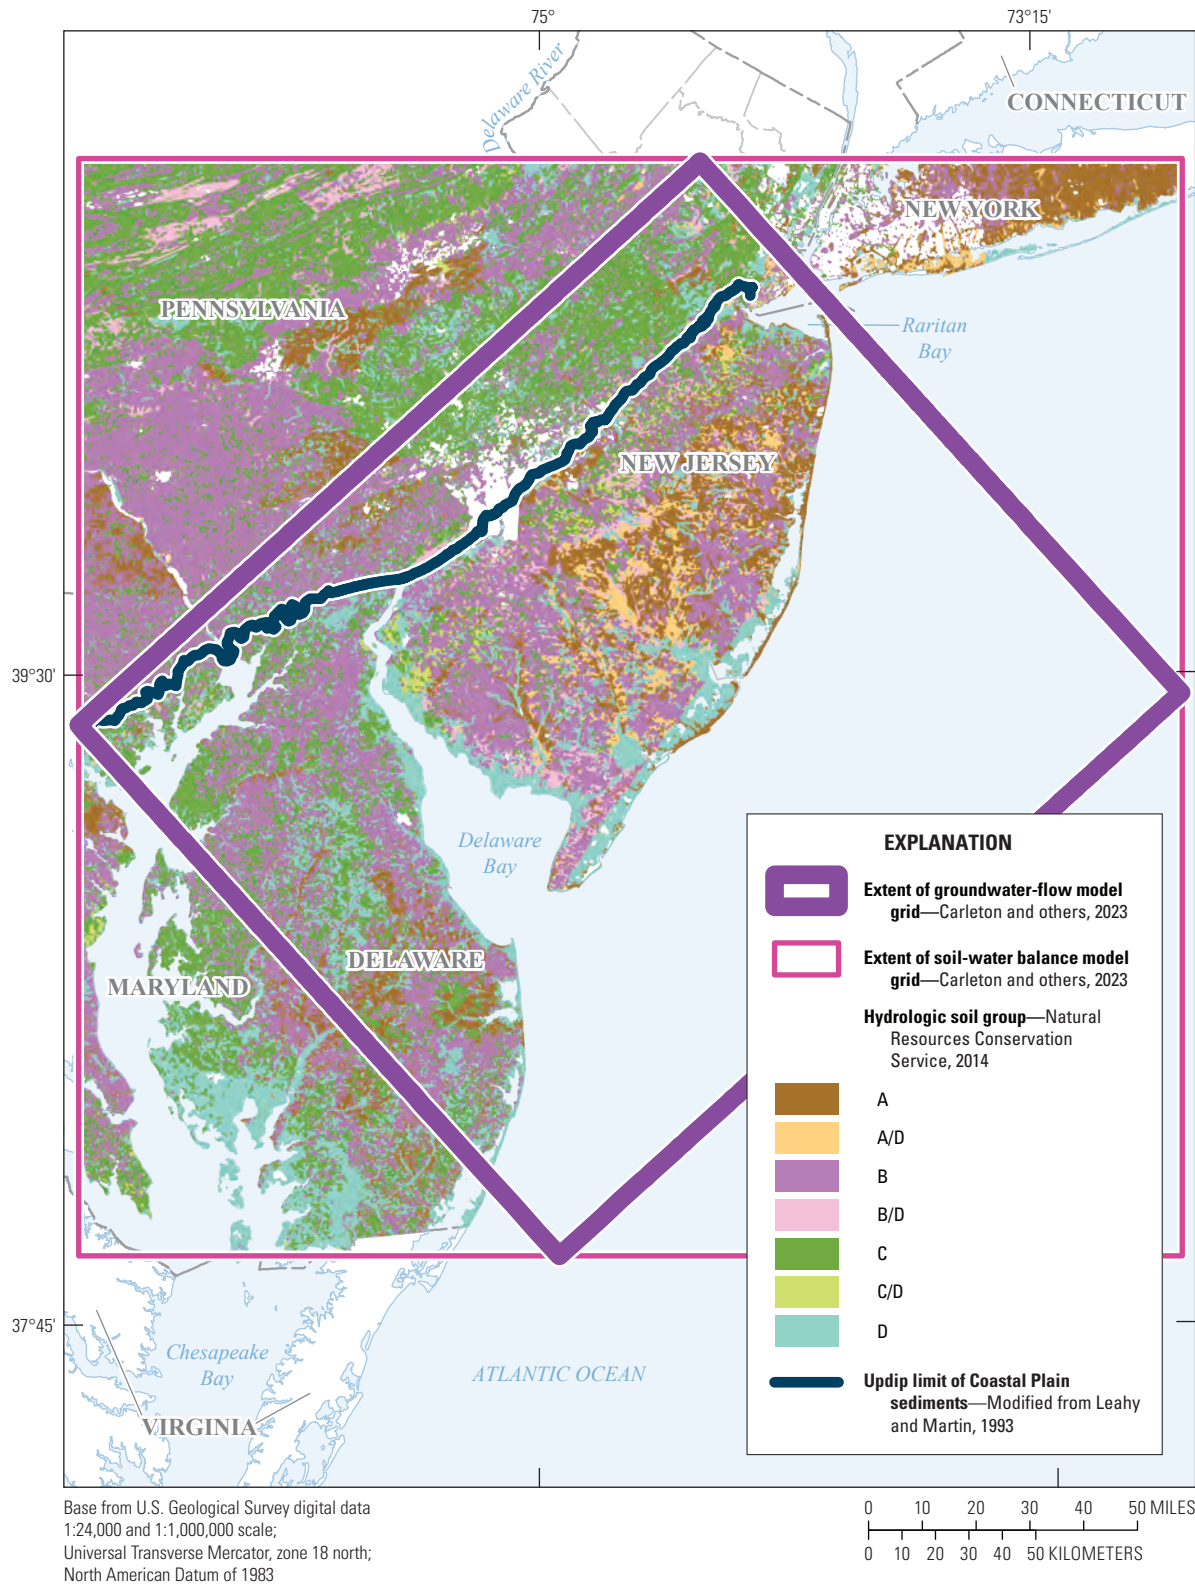 75°
73°15'
Delaware River
CONNECTICUT
NEW YORK
PENNSYLVANIA
Raritan
Bay
NEW JERSEY
39°30'
Delaware
Bay
MARYLAND
DELAWARE
37°45'
Chesapeake
Bay
ATLANTIC OCEAN
VIRGINIA
EXPLANATION
Extent of groundwater-flow model
grid—Carleton and others, 2023
Extent of soil-water balance model
grid—Carleton and others, 2023
Hydrologic soil group—Natural
Resources Conservation
Service, 2014
A
A/D
B
B/D
C
C/D
D
Updip limit of Coastal Plain
sediments—Modified from Leahy
and Martin, 1993
Base from U.S. Geological Survey digital data
1:24,000 and 1:1,000,000 scale;
Universal Transverse Mercator, zone 18 north;
North American Datum of 1983
0 10 20 30 40 50 MILES
0 10 20 30 40 50 KILOMETERS